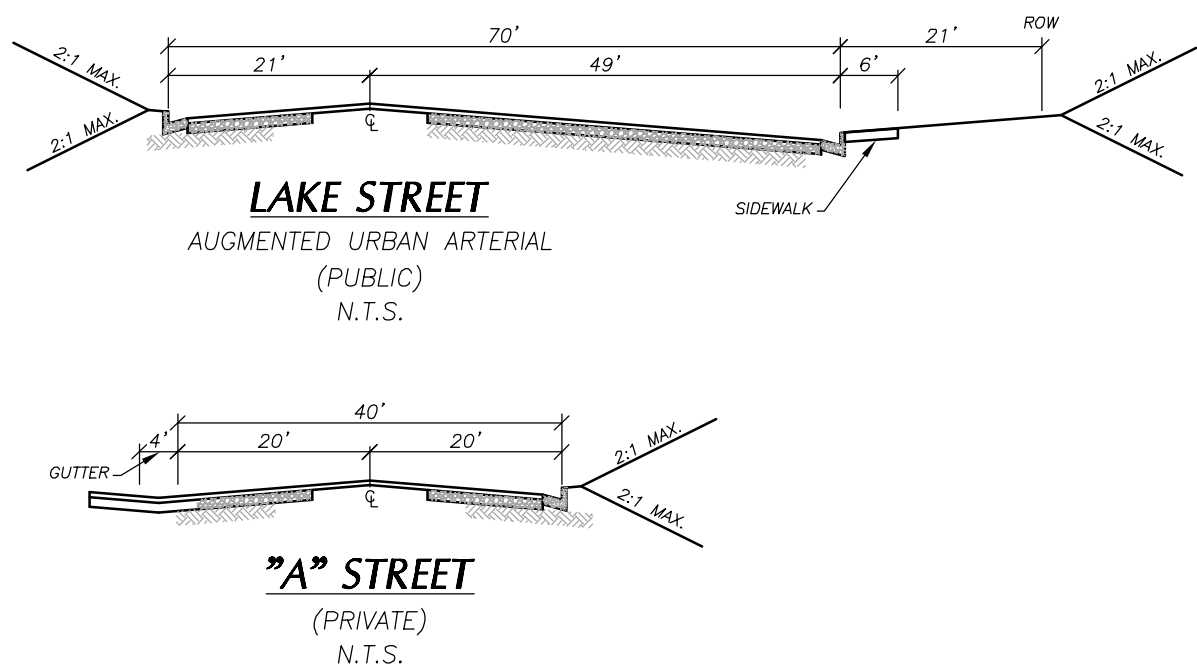 ROW
70'
21'
21'
49'
6'
2:1 MAX.
2:1 MAX.
2:1 MAX.
2:1 MAX.
℄
SIDEWALK
LAKE STREET
AUGMENTED URBAN ARTERIAL
(PUBLIC)
N.T.S.
40'
4'
20'
20'
GUTTER
2:1 MAX.
2:1 MAX.
℄
"A" STREET
(PRIVATE)
N.T.S.